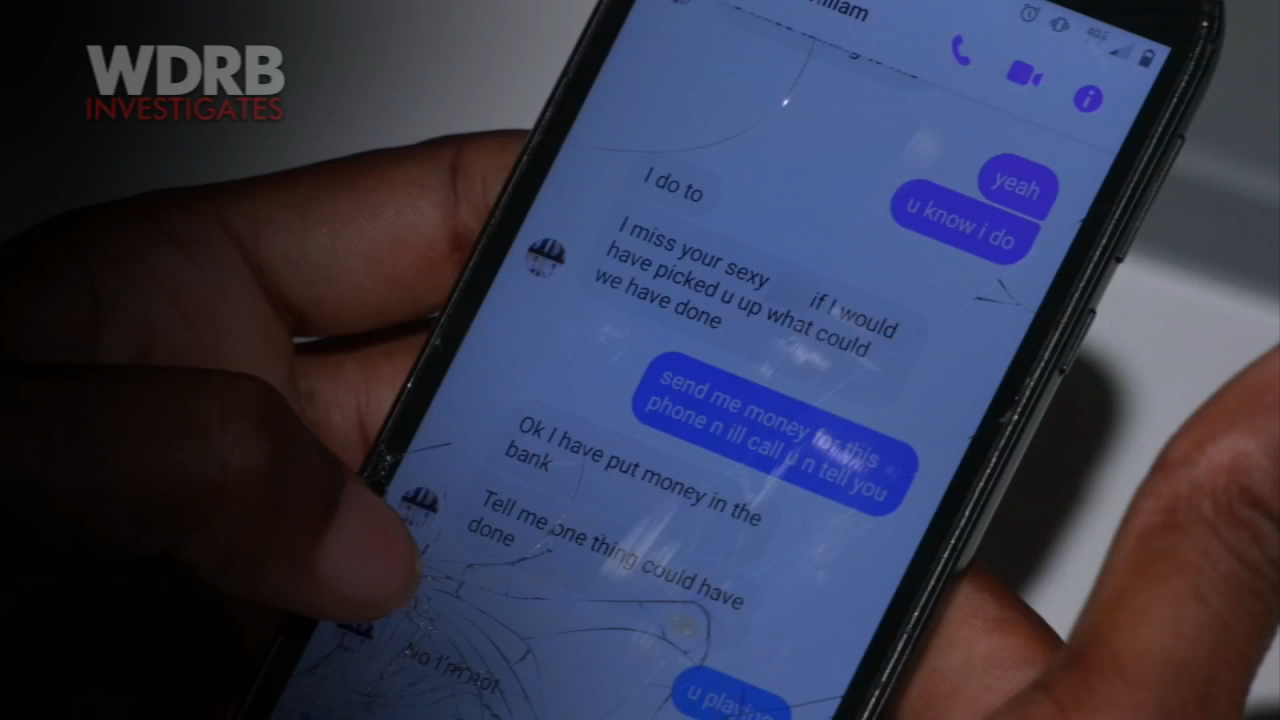 WDRB
INVESTIGATES
4G
yeah
u know i do
I do to
I miss your sexy if I would
have picked u up what could
we have done
send me money for this
phone n ill call u n tell you
Ok I have put money in the
bank
Tell me one thing could have
done
No I'm not
u playing